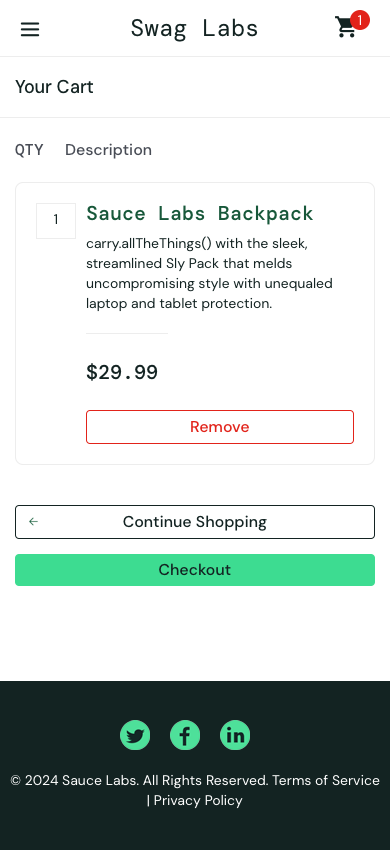 Swag Labs
1
Your Cart
QTY Description
1
Sauce Labs Backpack
carry.allTheThings() with the sleek,
streamlined Sly Pack that melds
uncompromising style with unequaled
laptop and tablet protection.
$29.99
Remove
Continue Shopping
Checkout
© 2024 Sauce Labs. All Rights Reserved. Terms of Service
| Privacy Policy